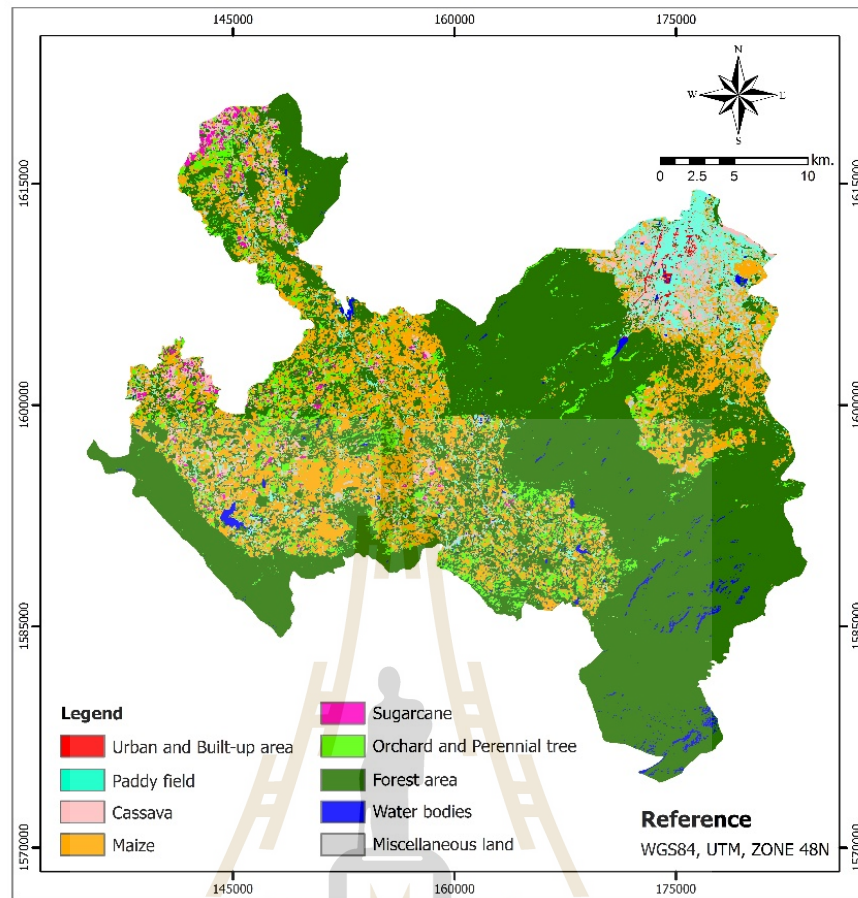 145000 160000 175000
N
W E
S
0 2.5 5 10 km.
1615000 1615000
1600000 1600000
1585000 1585000
1570000 1570000
Legend
Urban and Built-up area
Paddy field
Cassava
Maize
Sugarcane
Orchard and Perennial tree
Forest area
Water bodies
Miscellaneous land
Reference
WGS84, UTM, ZONE 48N
145000 160000 175000